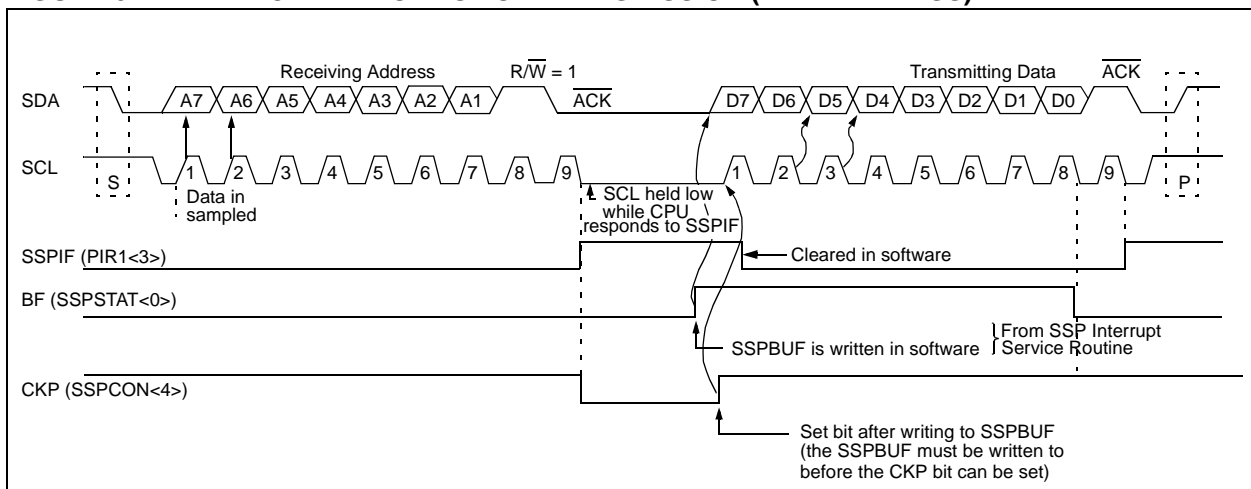 Receiving Address R/W = 1 Transmitting Data ACK
SDA A7 A6 A5 A4 A3 A2 A1 ACK D7 D6 D5 D4 D3 D2 D1 D0
SCL S 1 2 3 4 5 6 7 8 9 1 2 3 4 5 6 7 8 9 P
Data in
sampled
SCL held low
while CPU
responds to SSPIF
SSPIF (PIR1<3>)
Cleared in software
BF (SSPSTAT<0>)
SSPBUF is written in software
From SSP Interrupt
Service Routine
CKP (SSPCON<4>)
Set bit after writing to SSPBUF
(the SSPBUF must be written to
before the CKP bit can be set)